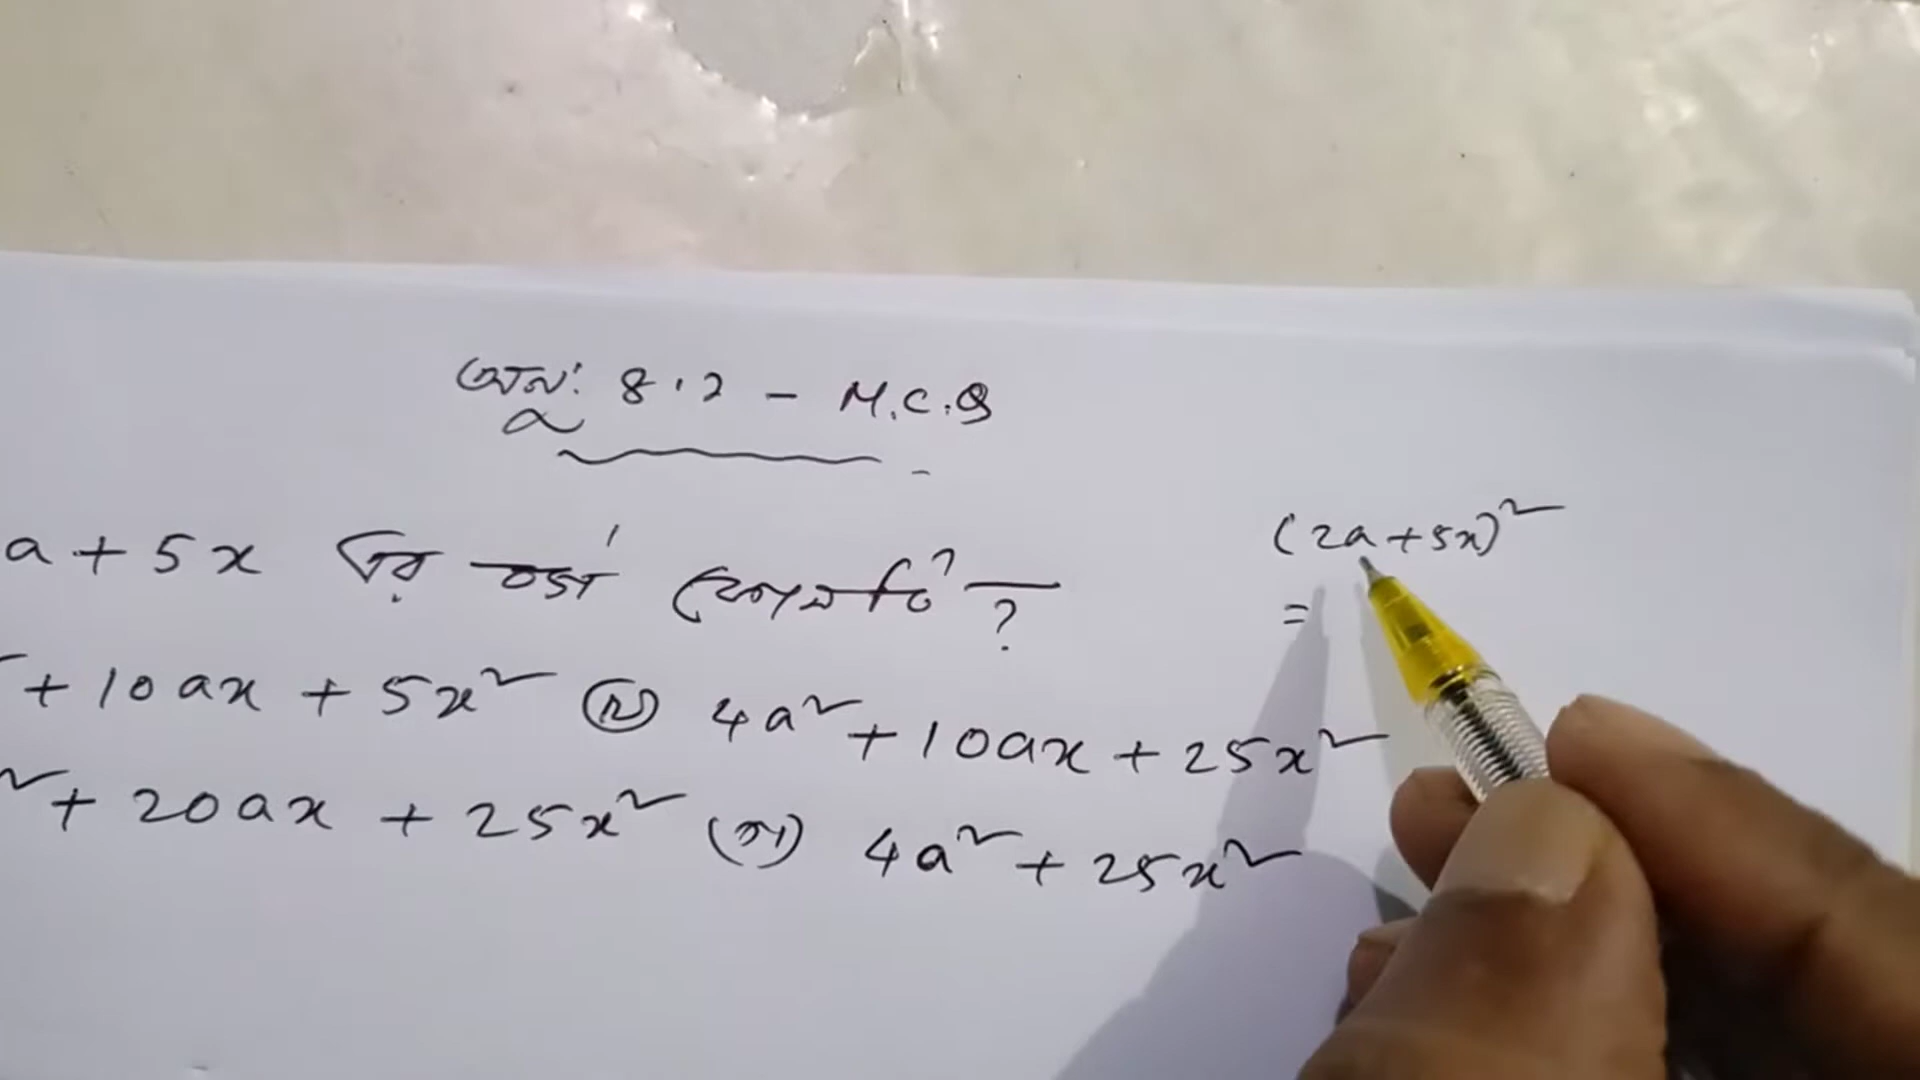 অনু: ৪.২ - M.C.Q
a + 5x এর বর্গ কোনটি?
(2a+5x)²
=
+ 10ax + 5x² (খ) 4a² + 10ax + 25x²
² + 20ax + 25x² (ঘ) 4a² + 25x²